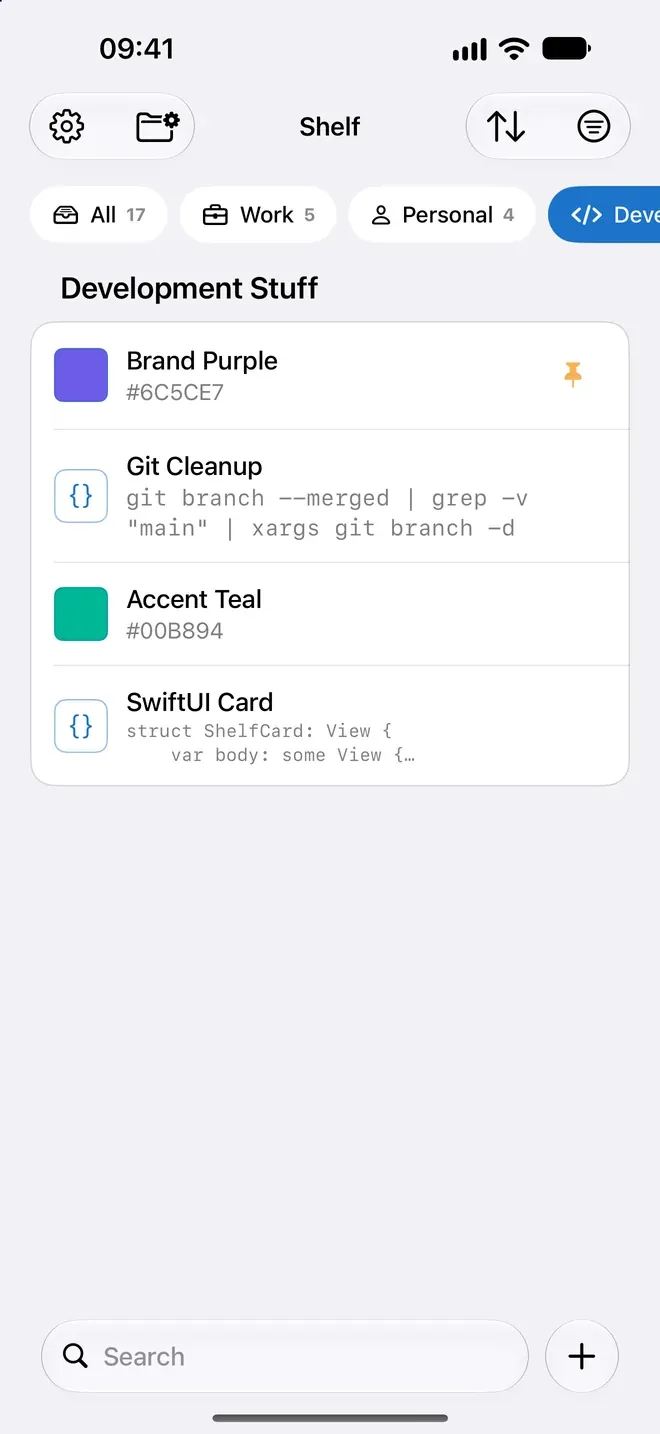 09:41
Shelf
All 17
Work 5
Personal 4
</> Deve
Development Stuff
Brand Purple
#6C5CE7
{} Git Cleanup
git branch --merged | grep -v
"main" | xargs git branch -d
Accent Teal
#00B894
{} SwiftUI Card
struct ShelfCard: View {
var body: some View {…
Search